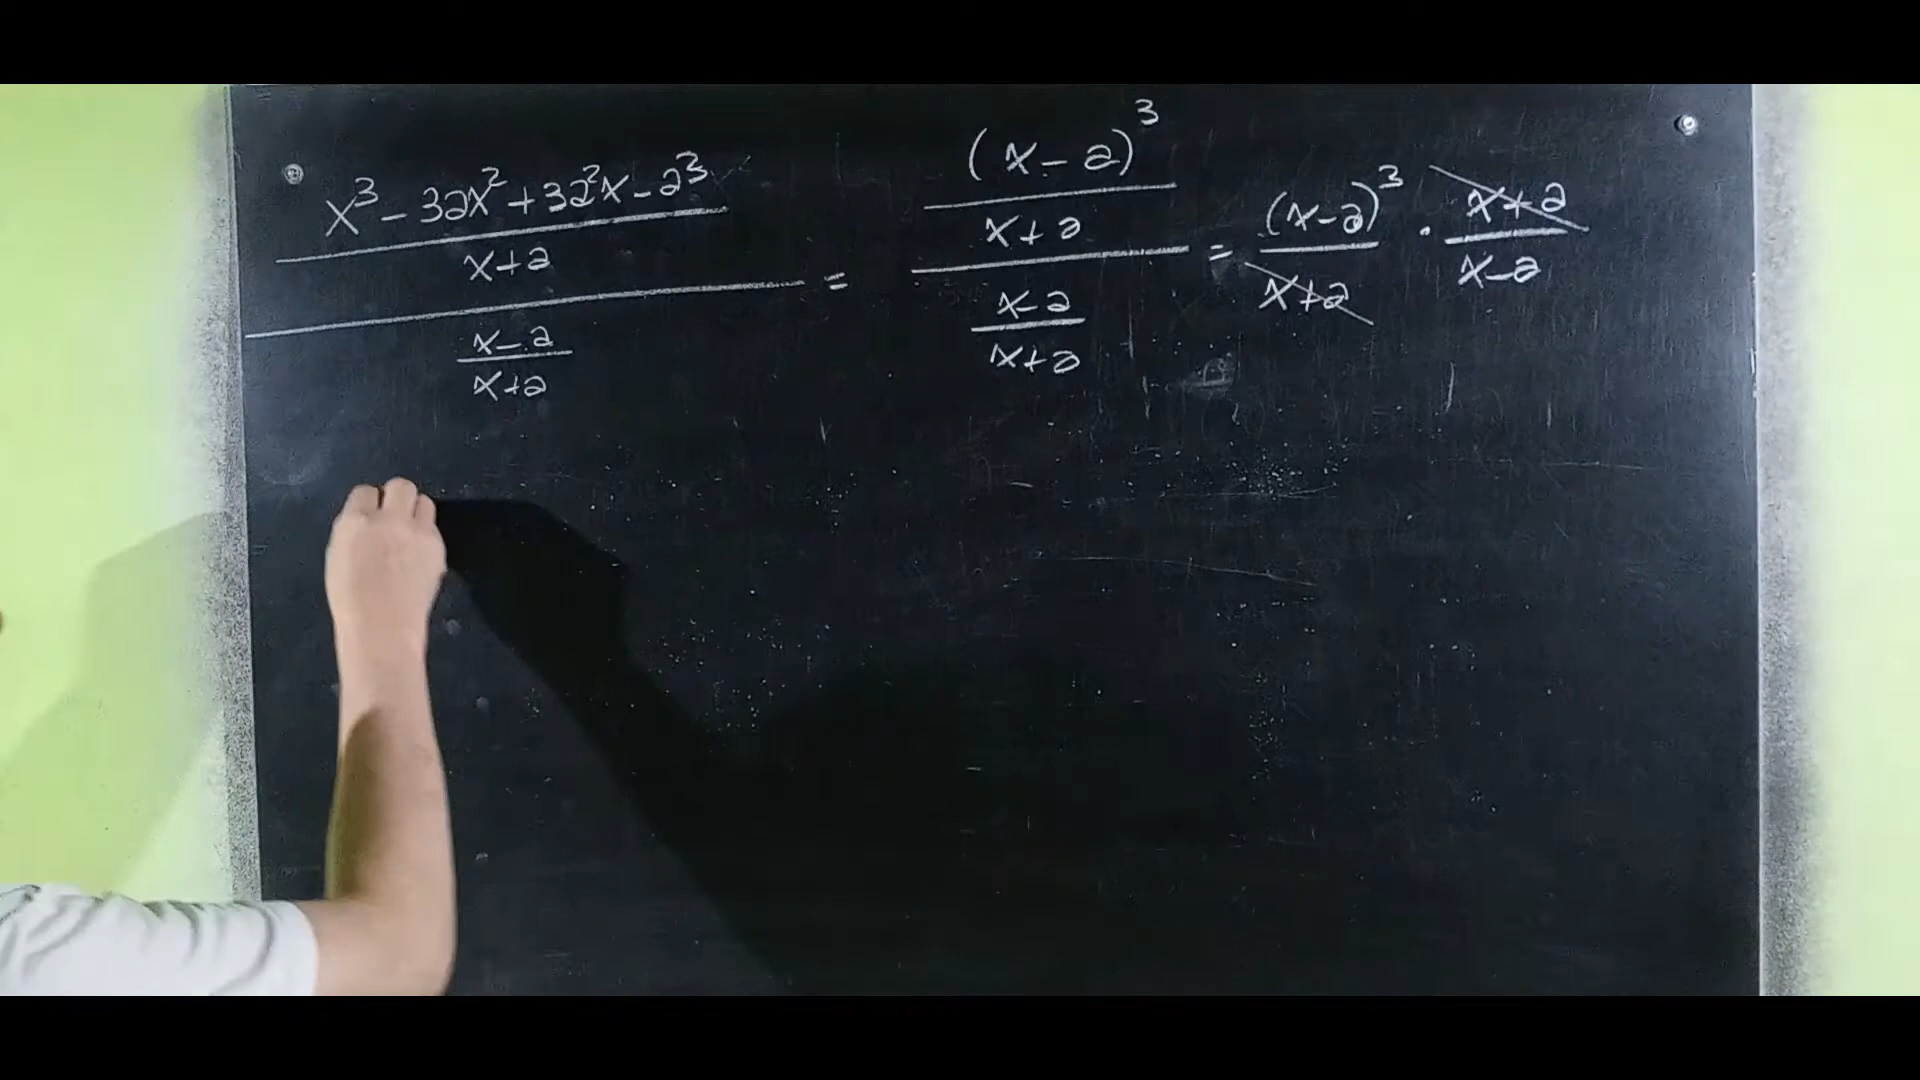 x³ - 3ax² + 3a²x - a³
x+a
x-a
x+a
=
(x-a)³
x+a
x-a
x+a
=
(x-a)³
x+a
·
x+a
x-a